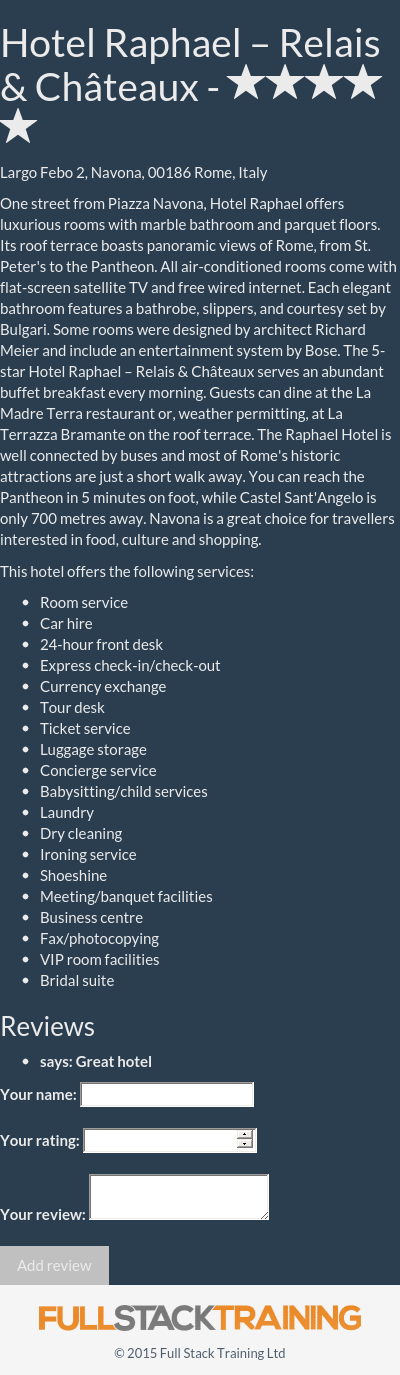 Hotel Raphael – Relais
& Châteaux - ★★★★
★
Largo Febo 2, Navona, 00186 Rome, Italy
One street from Piazza Navona, Hotel Raphael offers
luxurious rooms with marble bathroom and parquet floors.
Its roof terrace boasts panoramic views of Rome, from St.
Peter's to the Pantheon. All air-conditioned rooms come with
flat-screen satellite TV and free wired internet. Each elegant
bathroom features a bathrobe, slippers, and courtesy set by
Bulgari. Some rooms were designed by architect Richard
Meier and include an entertainment system by Bose. The 5-
star Hotel Raphael – Relais & Châteaux serves an abundant
buffet breakfast every morning. Guests can dine at the La
Madre Terra restaurant or, weather permitting, at La
Terrazza Bramante on the roof terrace. The Raphael Hotel is
well connected by buses and most of Rome's historic
attractions are just a short walk away. You can reach the
Pantheon in 5 minutes on foot, while Castel Sant'Angelo is
only 700 metres away. Navona is a great choice for travellers
interested in food, culture and shopping.
This hotel offers the following services:
• Room service
• Car hire
• 24-hour front desk
• Express check-in/check-out
• Currency exchange
• Tour desk
• Ticket service
• Luggage storage
• Concierge service
• Babysitting/child services
• Laundry
• Dry cleaning
• Ironing service
• Shoeshine
• Meeting/banquet facilities
• Business centre
• Fax/photocopying
• VIP room facilities
• Bridal suite
Reviews
• says: Great hotel
Your name:
Your rating:
Your review:
Add review
FULLSTACKTRAINING
© 2015 Full Stack Training Ltd